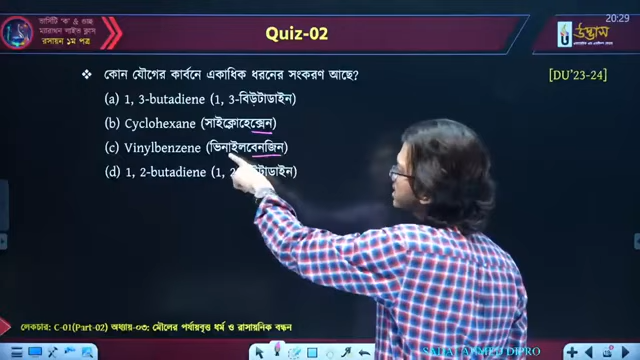 ভার্সিটি 'ক' ও গুচ্ছ
ম্যারাথন লাইভ ক্লাস
রসায়ন ১ম পত্র
Quiz-02
20:29
উদ্ভাস
❖ কোন যৌগের কার্বনে একাধিক ধরনের সংকরণ আছে? [DU'23-24]
(a) 1, 3-butadiene (1, 3-বিউটাডাইন)
(b) Cyclohexane (সাইক্লোহেক্সেন)
(c) Vinylbenzene (ভিনাইলবেনজিন)
(d) 1, 2-butadiene (1, 2-বিউটাডাইন)
লেকচার: C-01(Part-02) অধ্যায়-০৩: মৌলের পর্যায়বৃত্ত ধর্ম ও রাসায়নিক বন্ধন